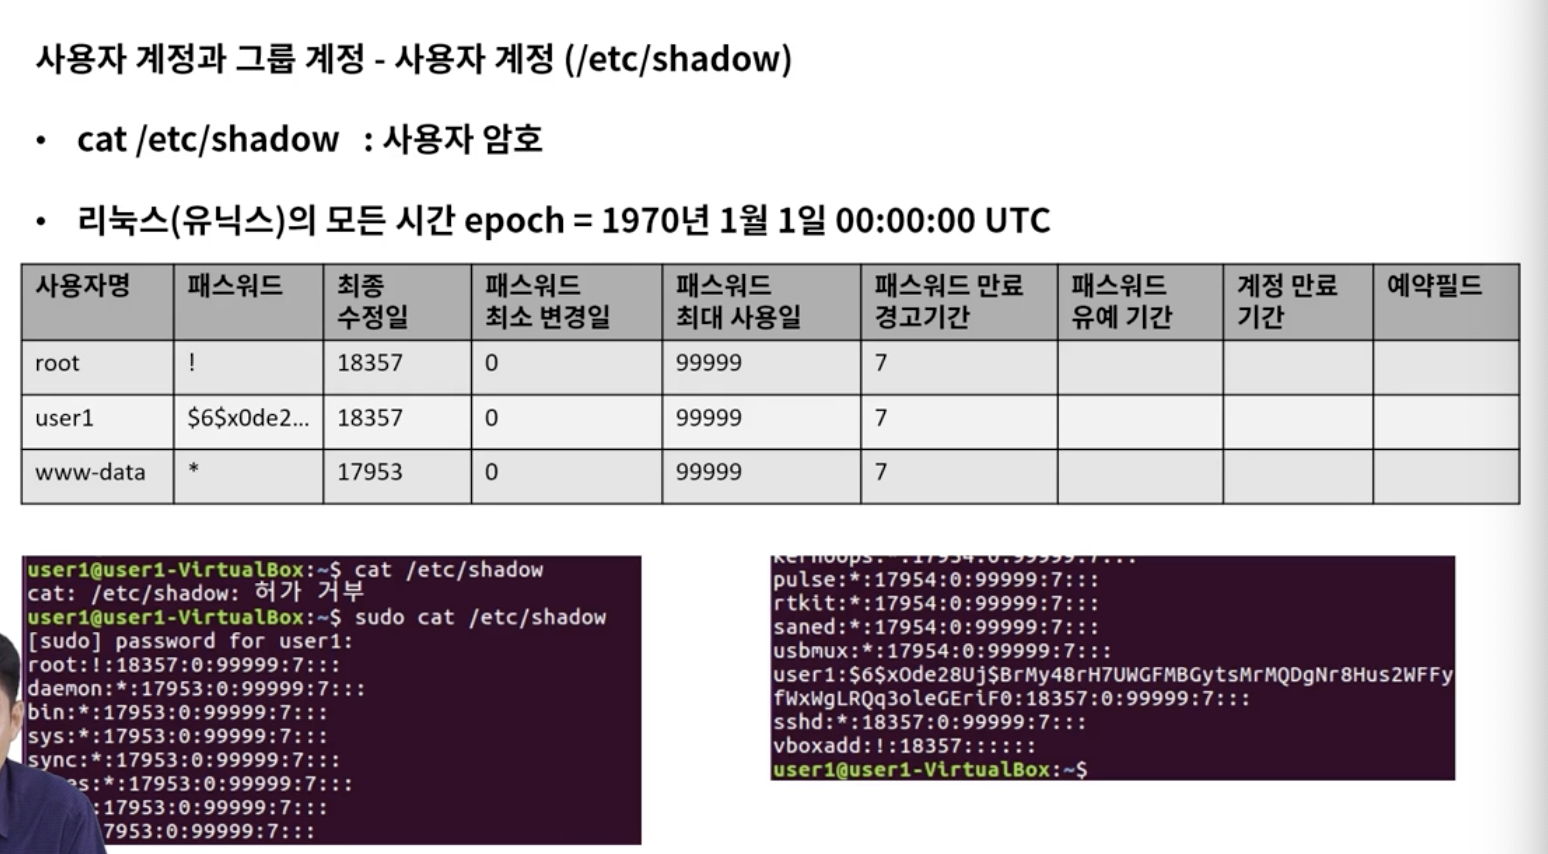 사용자 계정과 그룹 계정 - 사용자 계정 (/etc/shadow)
• cat /etc/shadow : 사용자 암호
• 리눅스(유닉스)의 모든 시간 epoch = 1970년 1월 1일 00:00:00 UTC
사용자명 패스워드 최종 수정일 패스워드 최소 변경일 패스워드 최대 사용일 패스워드 만료 경고기간 패스워드 유예 기간 계정 만료 기간 예약필드
root ! 18357 0 99999 7
user1 $6$x0de2... 18357 0 99999 7
www-data * 17953 0 99999 7
user1@user1-VirtualBox:~$ cat /etc/shadow
cat: /etc/shadow: 허가 거부
user1@user1-VirtualBox:~$ sudo cat /etc/shadow
[sudo] password for user1:
root:!:18357:0:99999:7:::
daemon:*:17953:0:99999:7:::
bin:*:17953:0:99999:7:::
sys:*:17953:0:99999:7:::
sync:*:17953:0:99999:7:::
es:*:17953:0:99999:7:::
:17953:0:99999:7:::
7953:0:99999:7:::
kernoops:*:17954:0:99999:7:::
pulse:*:17954:0:99999:7:::
rtkit:*:17954:0:99999:7:::
saned:*:17954:0:99999:7:::
usbmux:*:17954:0:99999:7:::
user1:$6$xOde28Uj$BrMy48rH7UWGFMBGytsMrMQDgNr8Hus2WFFy
fWxWgLRQq3oleGEriF0:18357:0:99999:7:::
sshd:*:18357:0:99999:7:::
vboxadd:!:18357::::::
user1@user1-VirtualBox:~$